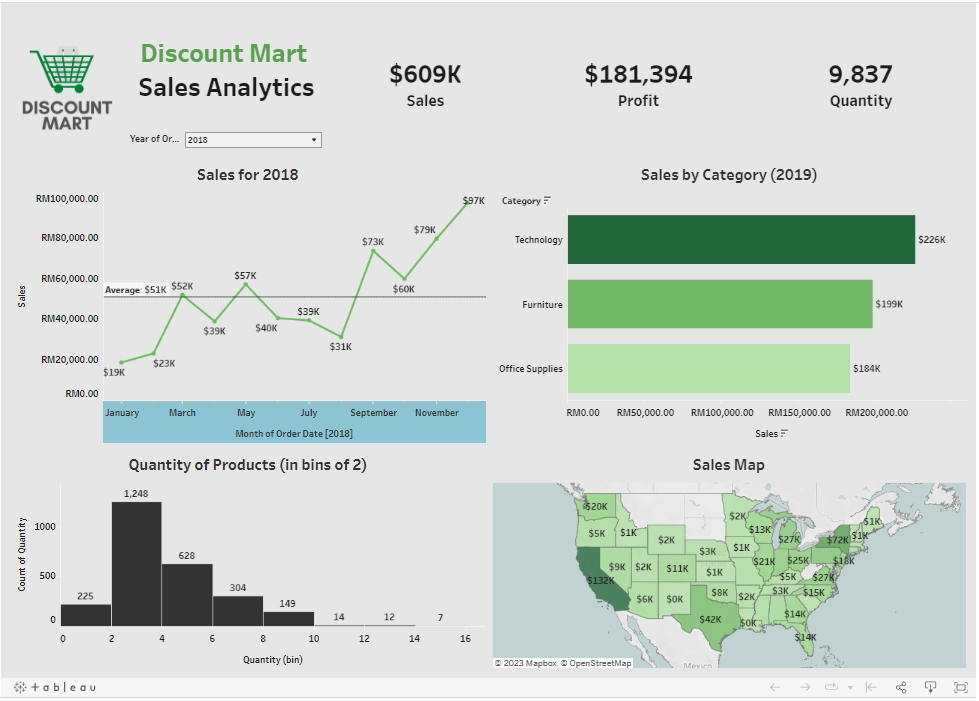 DISCOUNT
MART
Discount Mart
Sales Analytics
$609K
Sales
$181,394
Profit
9,837
Quantity
Year of Or...
2018
Sales for 2018
Sales
RM100,000.00
RM80,000.00
RM60,000.00
RM40,000.00
RM20,000.00
RM0.00
Average: $51K
$19K
$23K
$52K
$39K
$57K
$40K
$39K
$31K
$73K
$60K
$79K
$97K
January
March
May
July
September
November
Month of Order Date [2018]
Sales by Category (2019)
Category
Technology
$226K
Furniture
$199K
Office Supplies
$184K
RM0.00
RM50,000.00
RM100,000.00
RM150,000.00
RM200,000.00
Sales
Quantity of Products (in bins of 2)
Count of Quantity
1000
500
0
225
1,248
628
304
149
14
12
7
0
2
4
6
8
10
12
14
16
Quantity (bin)
Sales Map
$20K
$5K
$1K
$2K
$9K
$2K
$11K
$132K
$6K
$0K
$3K
$1K
$8K
$42K
$2K
$1K
$2K
$0K
$13K
$21K
$27K
$25K
$5K
$3K
$14K
$14K
$15K
$27K
$18K
$72K
$1K
$1K
Mexico
© 2023 Mapbox © OpenStreetMap
+ a b l e a u